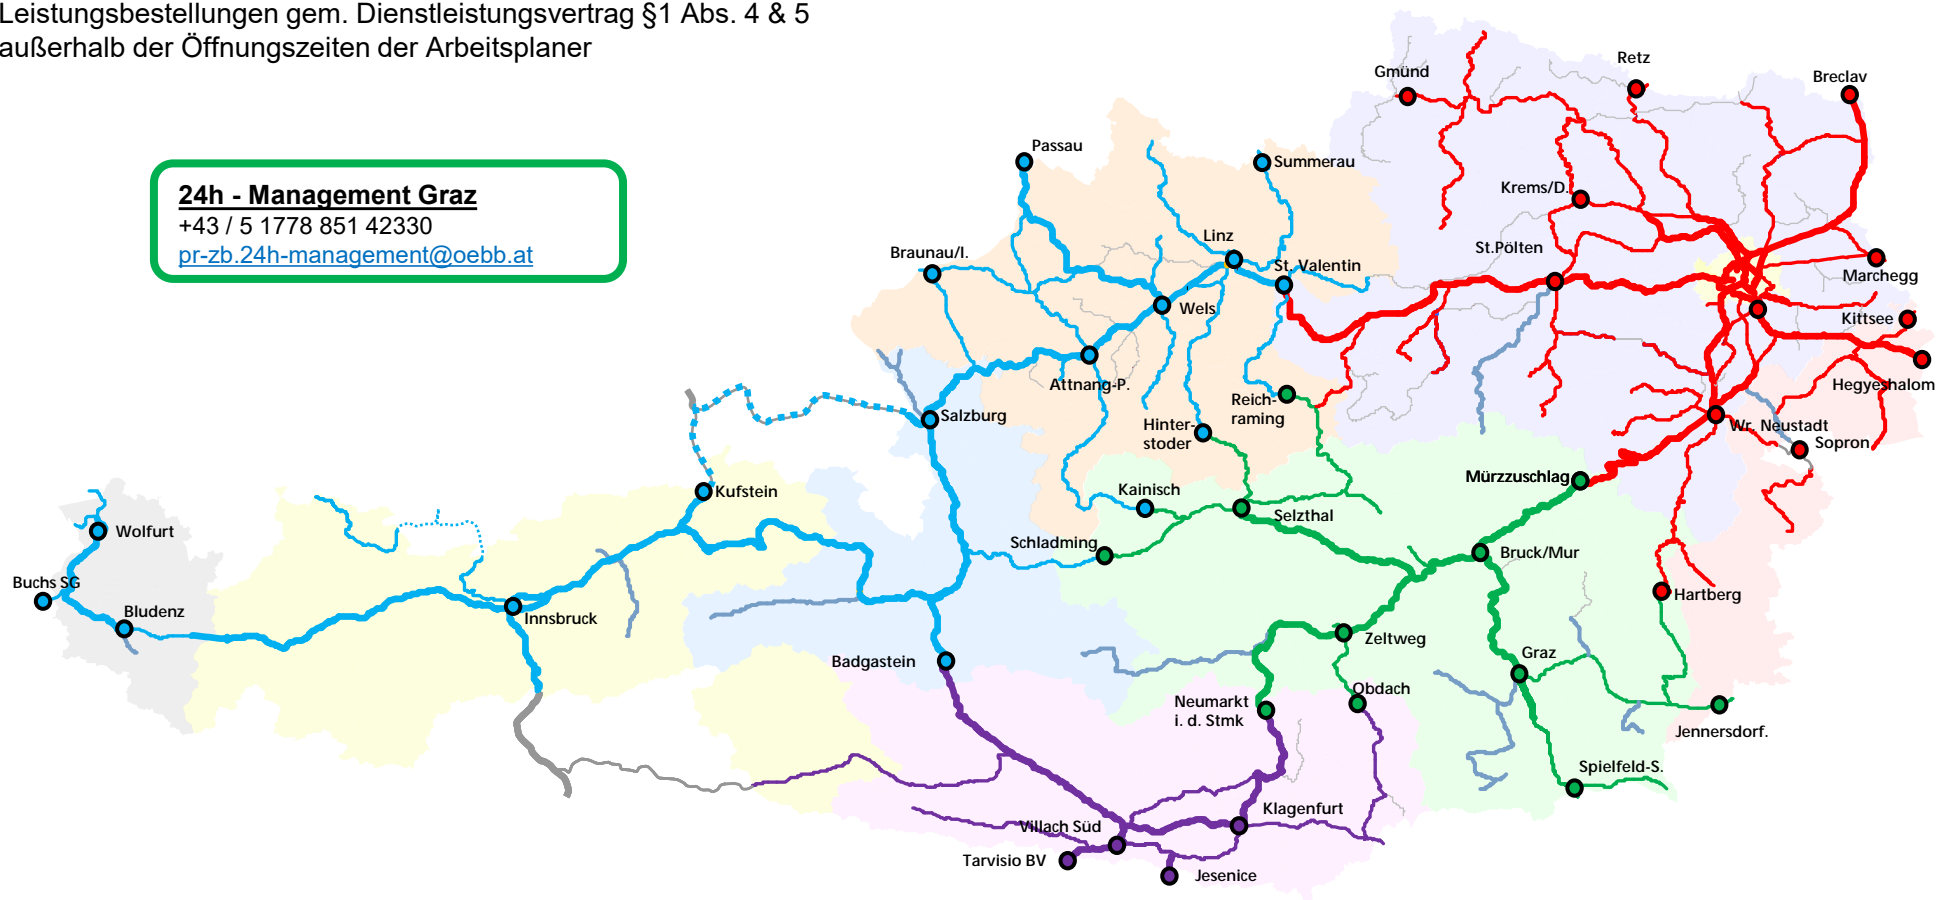 Leistungsbestellungen gem. Dienstleistungsvertrag §1 Abs. 4 & 5
außerhalb der Öffnungszeiten der Arbeitsplaner
24h - Management Graz
+43 / 5 1778 851 42330
pr-zb.24h-management@oebb.at
Gmünd
Retz
Breclav
Passau
Summerau
Krems/D.
Linz
St.Pölten
Braunau/I.
St. Valentin
Marchegg
Wels
Kittsee
Attnang-P.
Hegyeshalom
Reich-
raming
Salzburg
Hinter-
stoder
Wr. Neustadt
Sopron
Mürzzuschlag
Kufstein
Kainisch
Selzthal
Wolfurt
Schladming
Bruck/Mur
Buchs SG
Bludenz
Innsbruck
Hartberg
Zeltweg
Badgastein
Graz
Obdach
Neumarkt
i. d. Stmk
Jennersdorf.
Spielfeld-S.
Klagenfurt
Villach Süd
Tarvisio BV
Jesenice